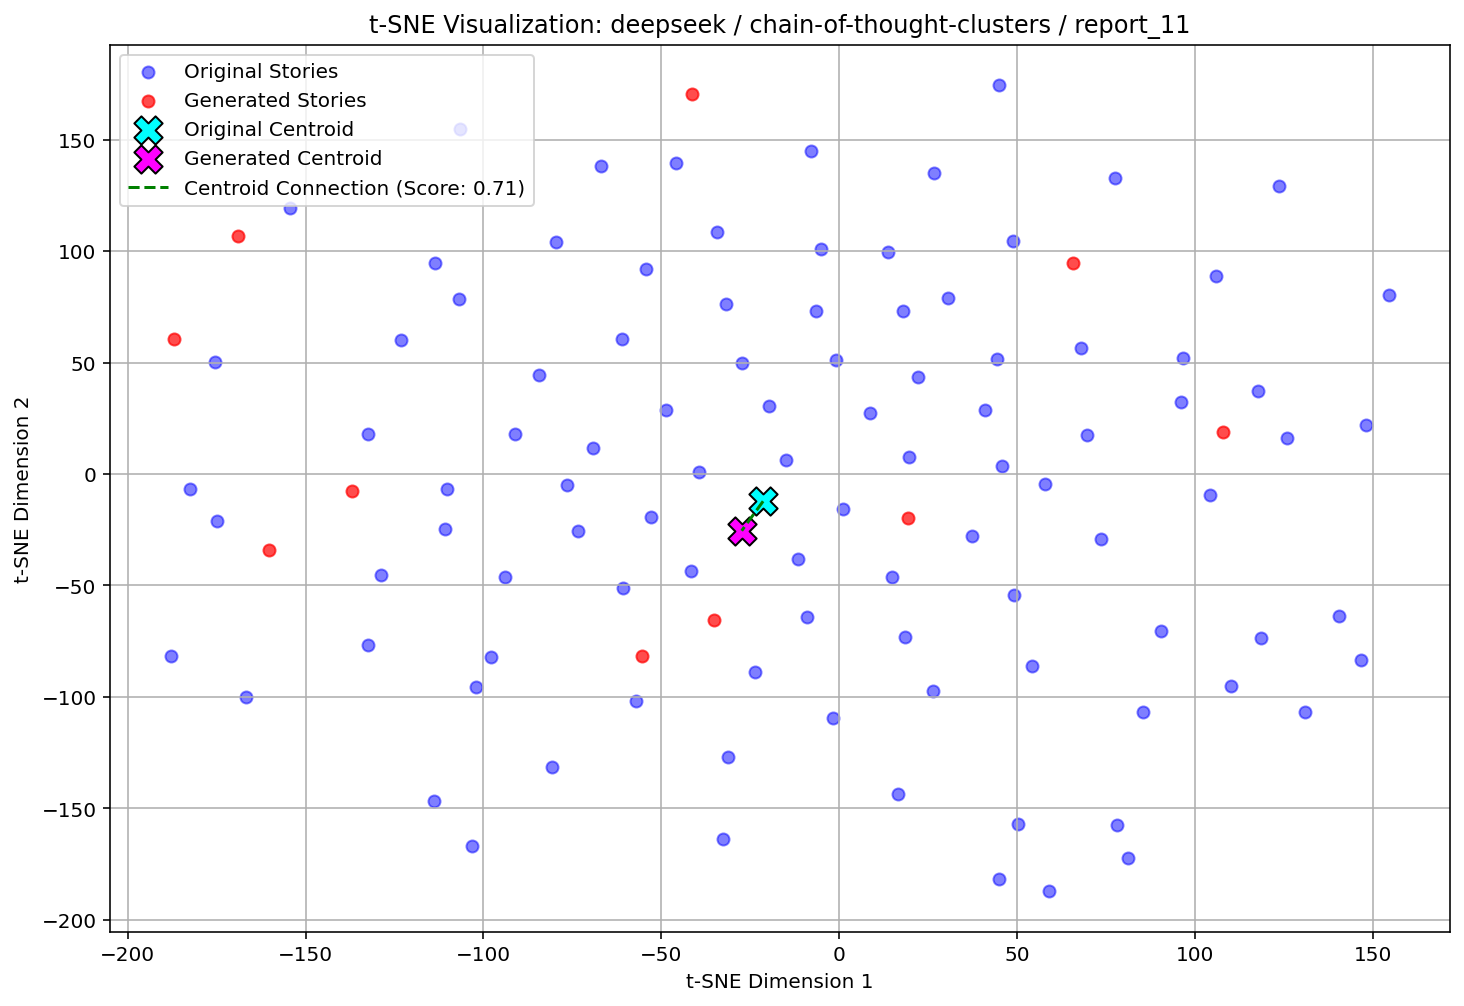 t-SNE Visualization: deepseek / chain-of-thought-clusters / report_11
Original Stories
Generated Stories
Original Centroid
Generated Centroid
Centroid Connection (Score: 0.71)
150
100
50
0
−50
−100
−150
−200
t-SNE Dimension 2
−200
−150
−100
−50
0
50
100
150
t-SNE Dimension 1